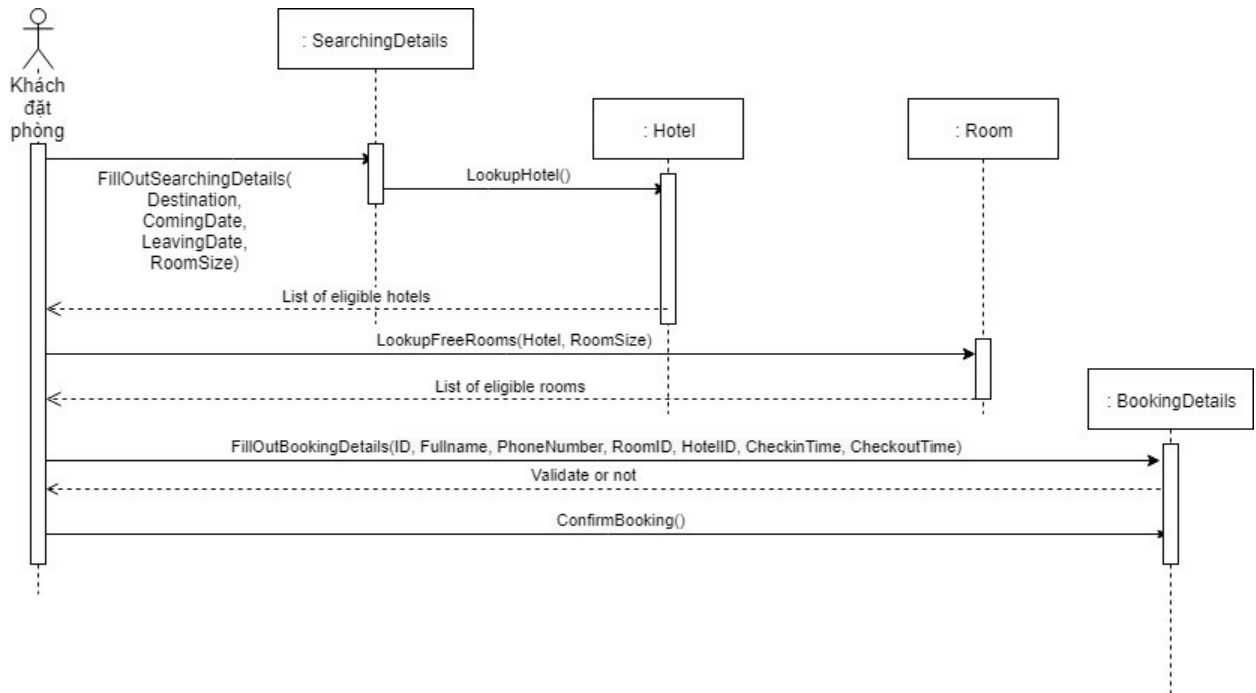 : SearchingDetails
Khách
đặt
phòng
: Hotel
: Room
FillOutSearchingDetails(
Destination,
ComingDate,
LeavingDate,
RoomSize)
LookupHotel()
List of eligible hotels
LookupFreeRooms(Hotel, RoomSize)
List of eligible rooms
: BookingDetails
FillOutBookingDetails(ID, Fullname, PhoneNumber, RoomID, HotelID, CheckinTime, CheckoutTime)
Validate or not
ConfirmBooking()